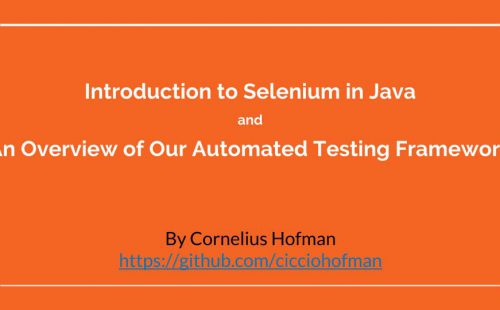 Introduction to Selenium in Java
and
An Overview of Our Automated Testing Framewor
By Cornelius Hofman
https://github.com/cicciohofman